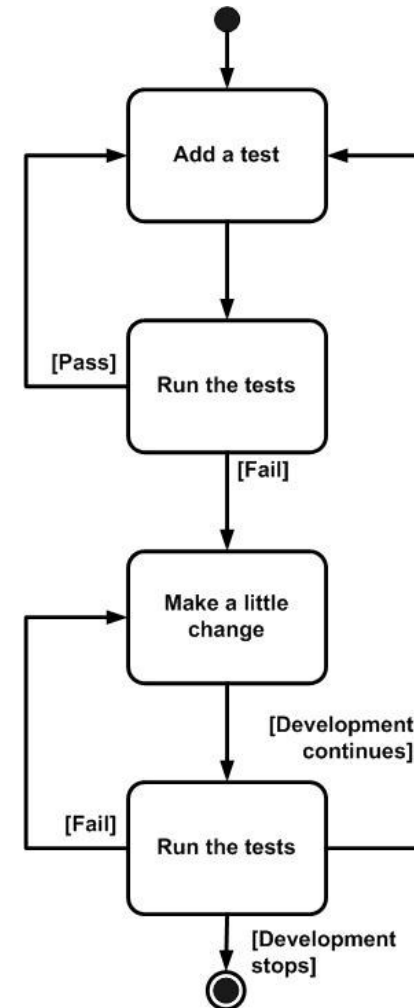 Add a test
[Pass]
Run the tests
[Fail]
Make a little
change
[Development
continues]
[Fail]
Run the tests
[Development
stops]